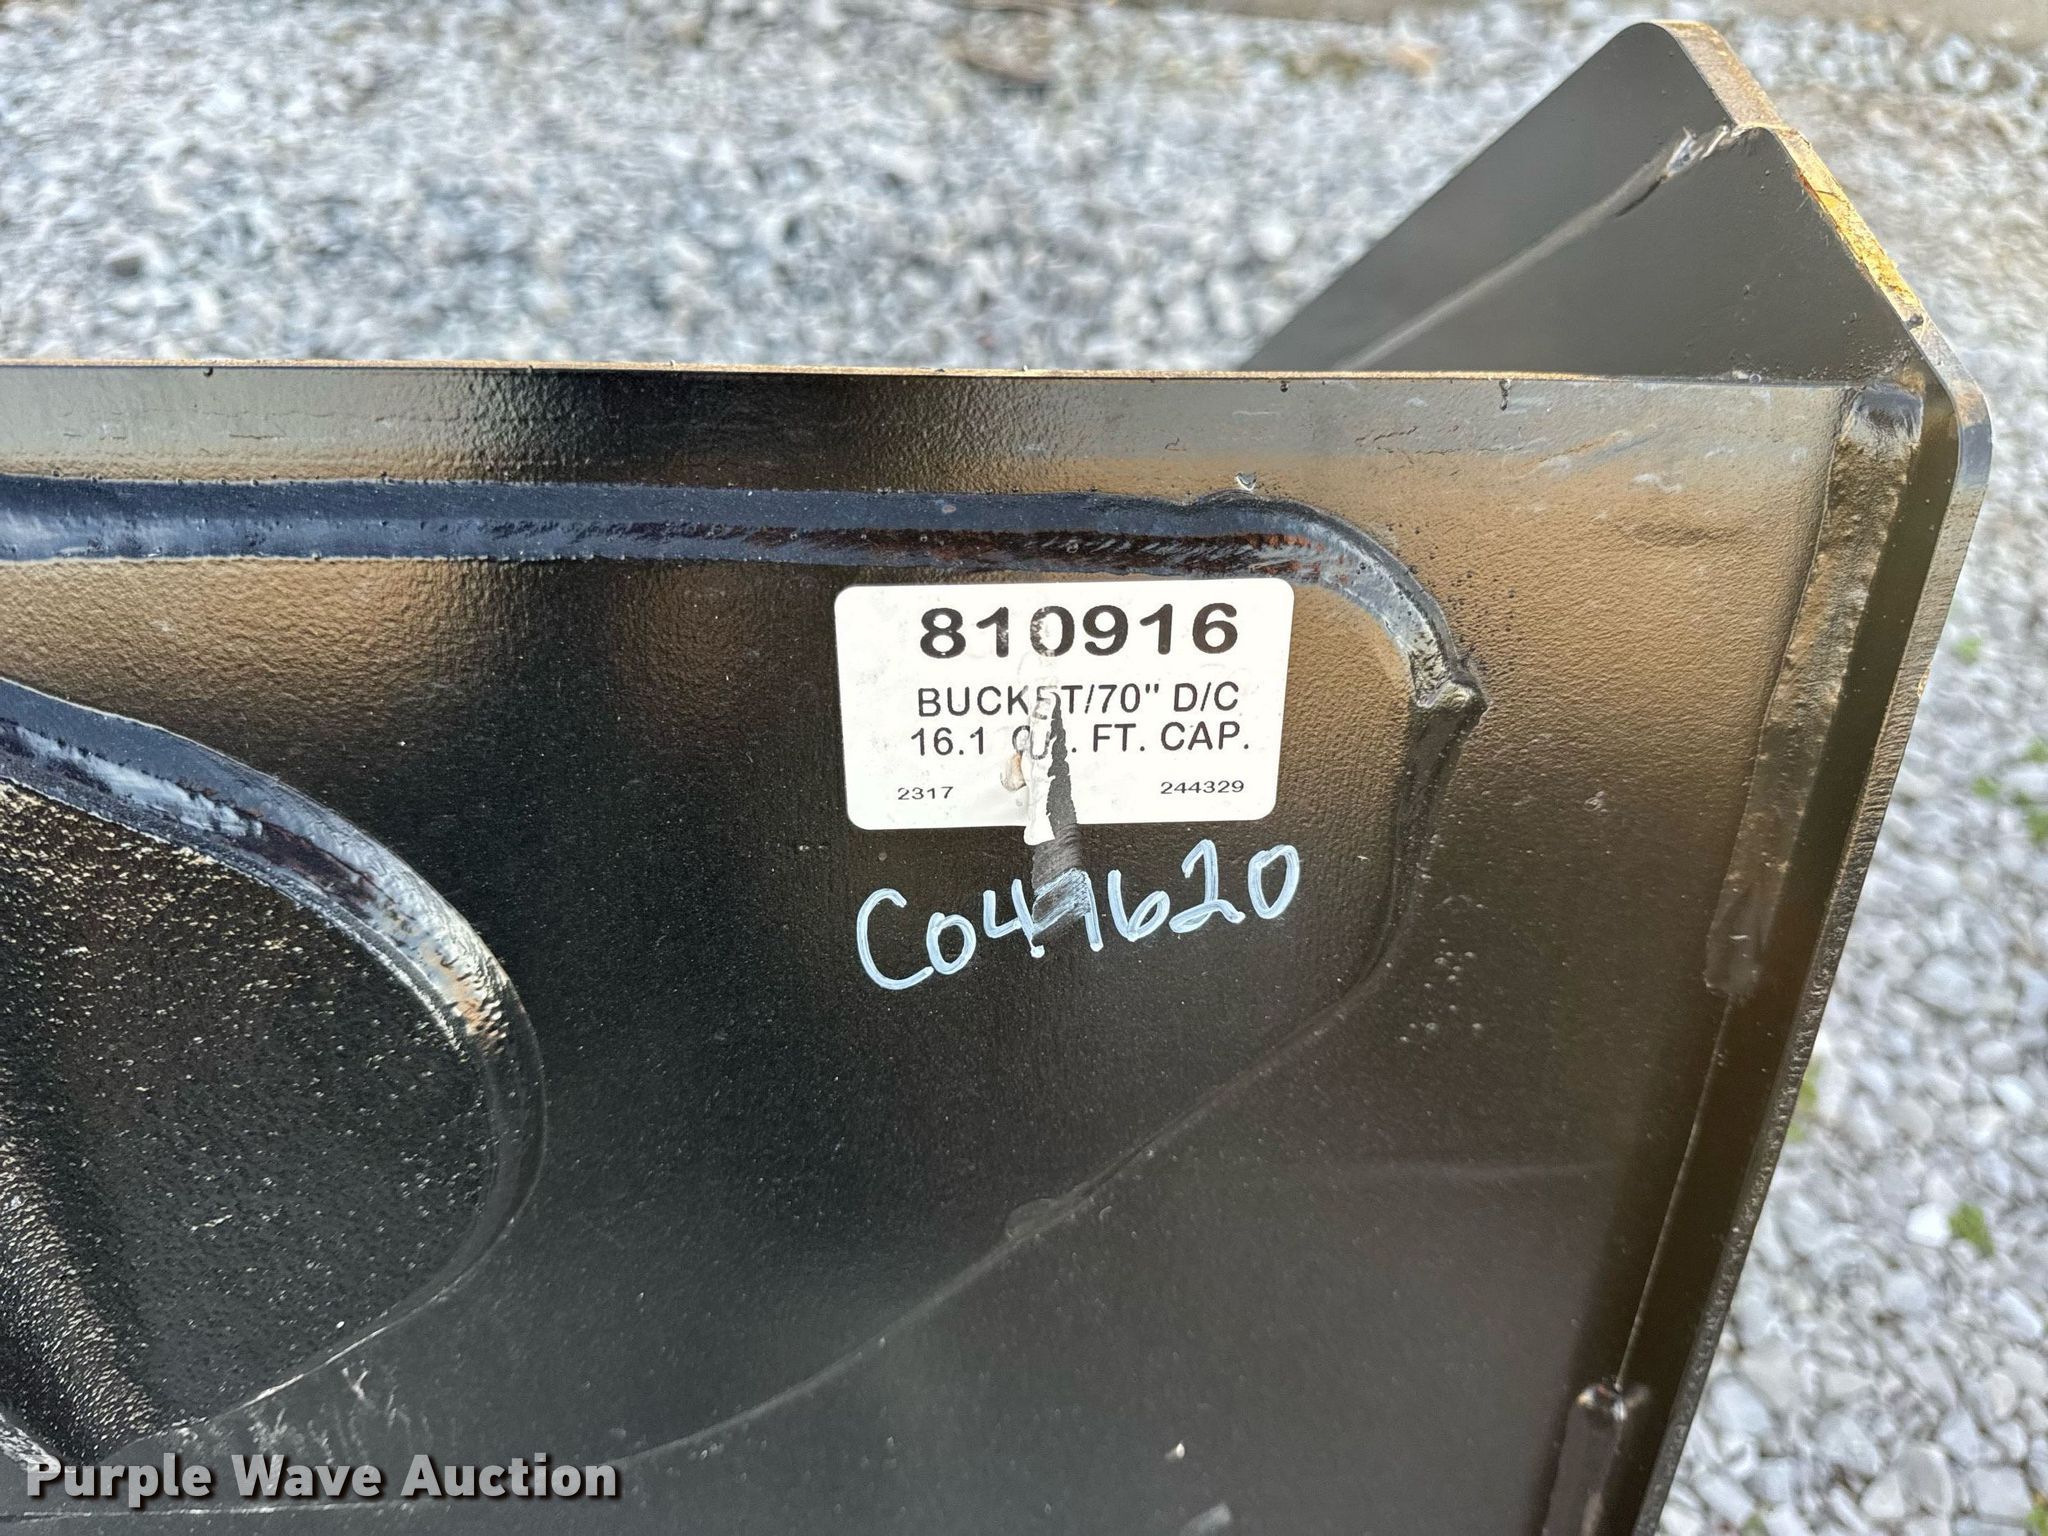 810916
BUCKET/70" D/C
16.1 CU. FT. CAP.
2317 244329
C047620
Purple Wave Auction